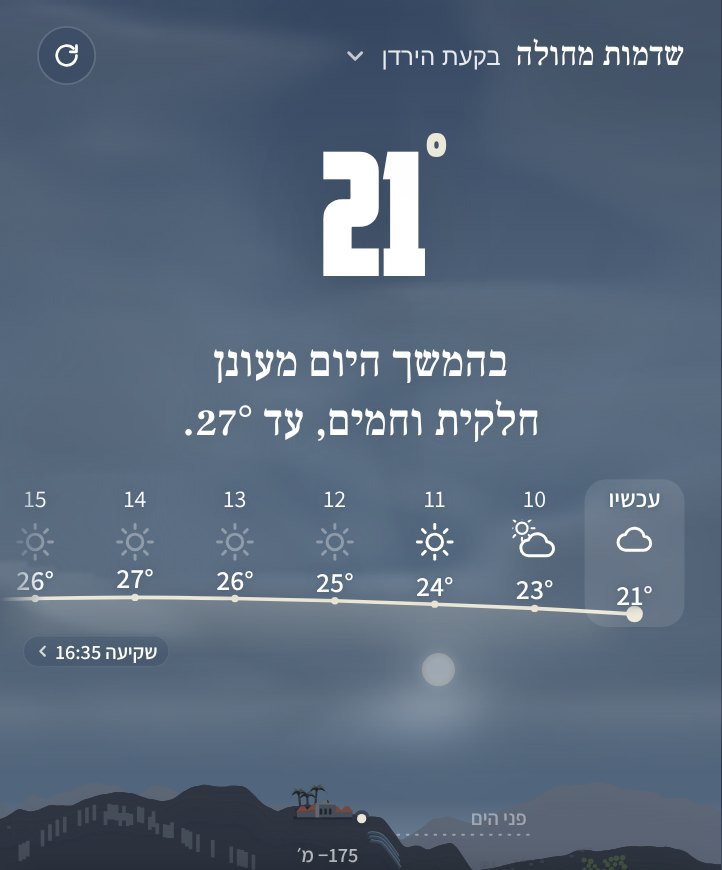 שדמות מחולה בקעת הירדן
21°
בהמשך היום מעונן
חלקית וחמים, עד 27°.
עכשיו 10 11 12 13 14 15
21° 23° 24° 25° 26° 27° 26°
שקיעה 16:35
פני הים
−175 מ׳